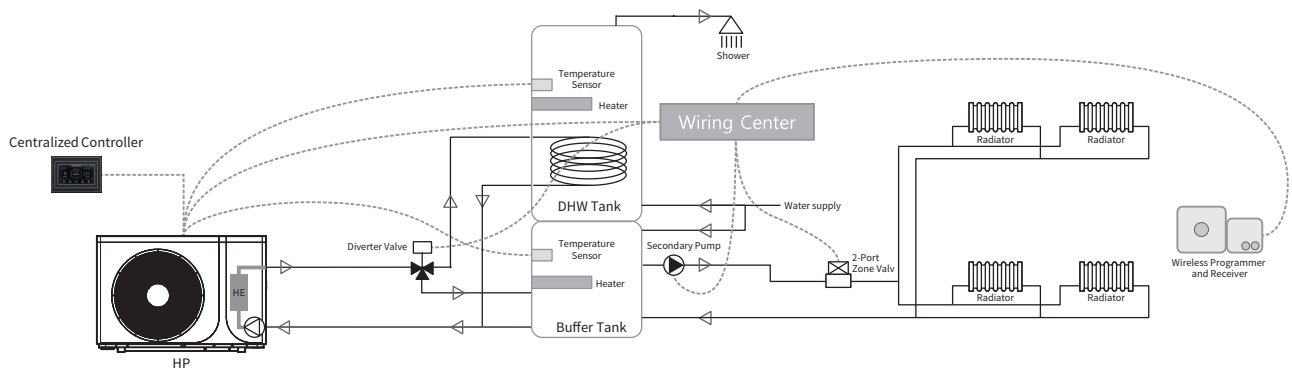 Shower
Temperature
Sensor
Heater
Wiring Center
Centralized Controller
Radiator
Radiator
DHW Tank
Water supply
Diverter Valve
Temperature
Sensor
Secondary Pump
2-Port
Zone Valv
Wireless Programmer
and Receiver
HE
Heater
Radiator
Radiator
Buffer Tank
HP